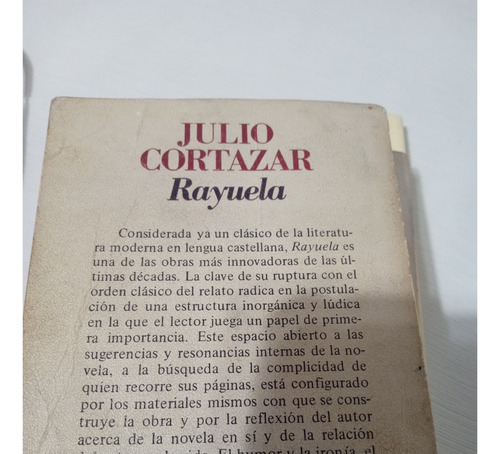 JULIO
CORTAZAR
Rayuela
Considerada ya un clásico de la literatu-
ra moderna en lengua castellana, Rayuela es
una de las obras más innovadoras de las úl-
timas décadas. La clave de su ruptura con el
orden clásico del relato radica en la postula-
ción de una estructura inorgánica y lúdica
en la que el lector juega un papel de prime-
ra importancia. Este espacio abierto a las
sugerencias y resonancias internas de la no-
vela, a la búsqueda de la complicidad de
quien recorre sus páginas, está configurado
por los materiales mismos con que se cons-
truye la obra y por la reflexión del autor
acerca de la novela en sí y de la relación
El humor y la ironía, el